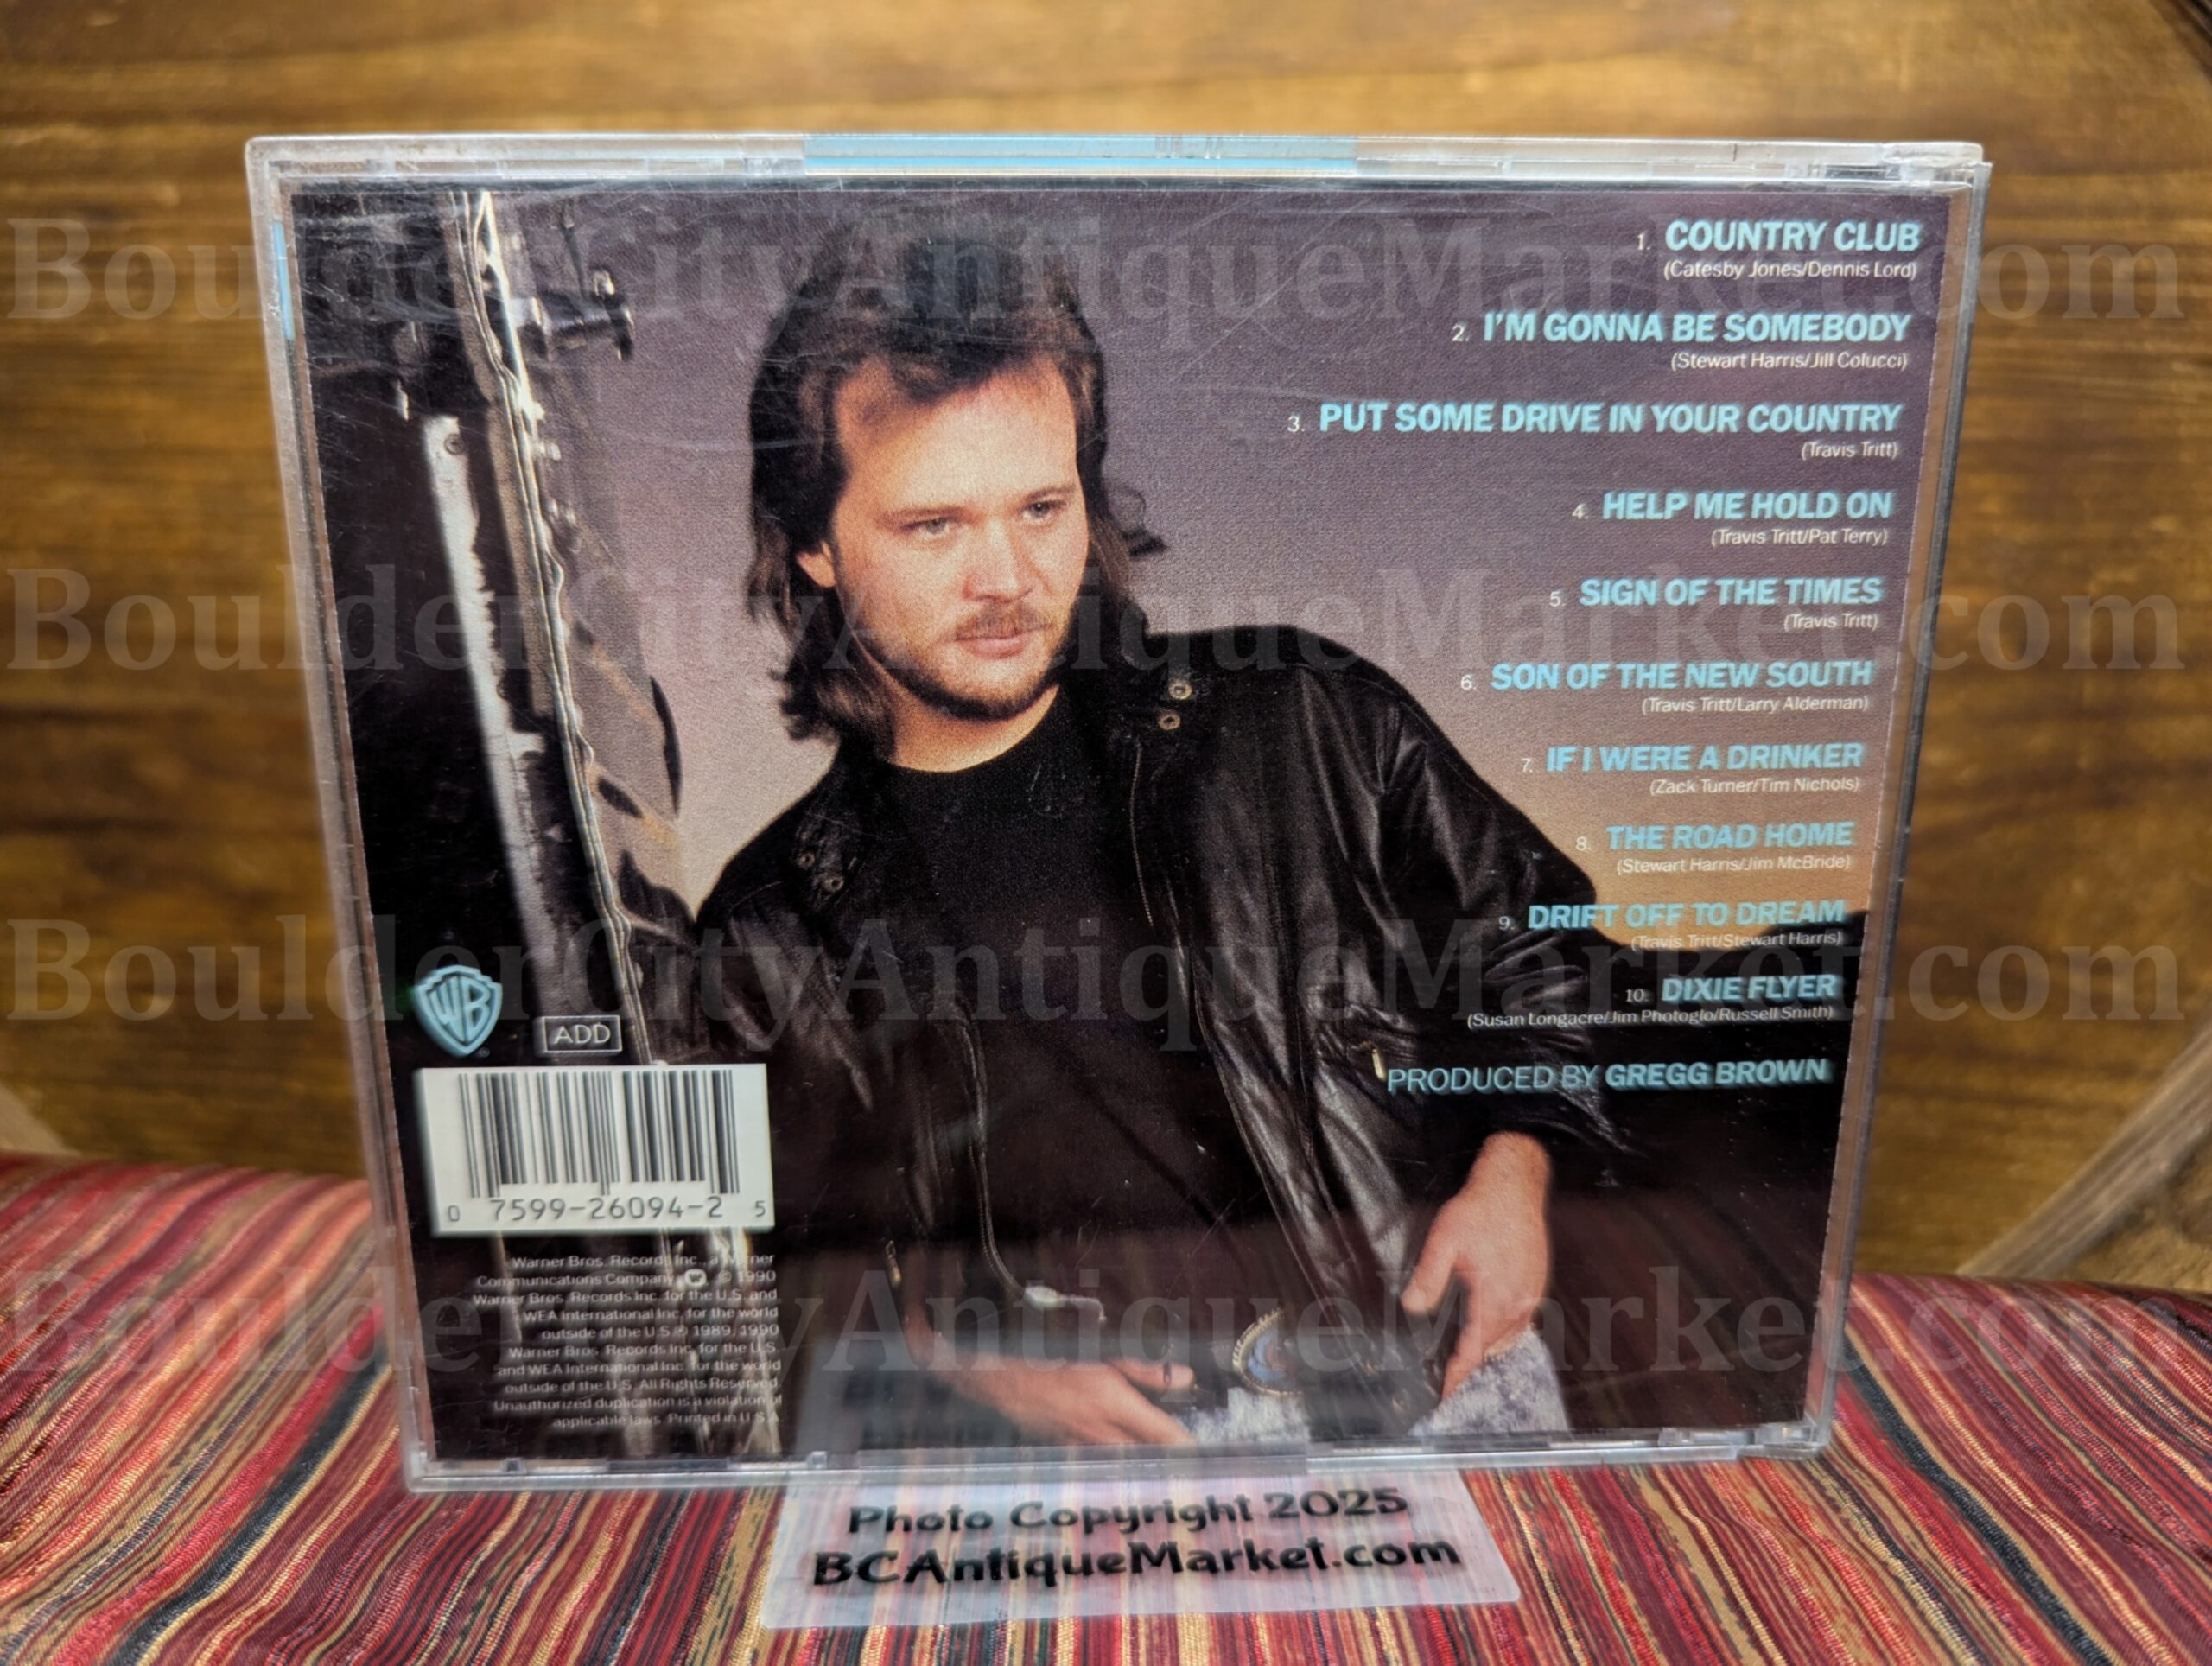 1. COUNTRY CLUB
(Catesby Jones/Dennis Lord)
2. I'M GONNA BE SOMEBODY
(Stewart Harris/Jill Colucci)
3. PUT SOME DRIVE IN YOUR COUNTRY
(Travis Tritt)
4. HELP ME HOLD ON
(Travis Tritt/Pat Terry)
5. SIGN OF THE TIMES
(Travis Tritt)
6. SON OF THE NEW SOUTH
(Travis Tritt/Larry Alderman)
7. IF I WERE A DRINKER
(Zack Turner/Tim Nichols)
8. THE ROAD HOME
(Stewart Harris/Jim McBride)
9. DRIFT OFF TO DREAM
(Travis Tritt/Stewart Harris)
10. DIXIE FLYER
(Susan Longacre/Jim Photoglo/Russell Smith)
PRODUCED BY GREGG BROWN
WB
ADD
0 7599-26094-2 5
Warner Bros. Records Inc., a Warner
Communications Company. ℗ © 1990
Warner Bros. Records Inc. for the U.S. and
WEA International Inc. for the world
outside of the U.S. ℗ 1989, 1990
Warner Bros. Records Inc. for the U.S.
and WEA International Inc. for the world
outside of the U.S. All Rights Reserved.
Unauthorized duplication is a violation of
applicable laws. Printed in U.S.A.
Photo Copyright 2025
BCAntiqueMarket.com
BoulderCityAntiqueMarket.com
BoulderCityAntiqueMarket.com
BoulderCityAntiqueMarket.com
BoulderCityAntiqueMarket.com